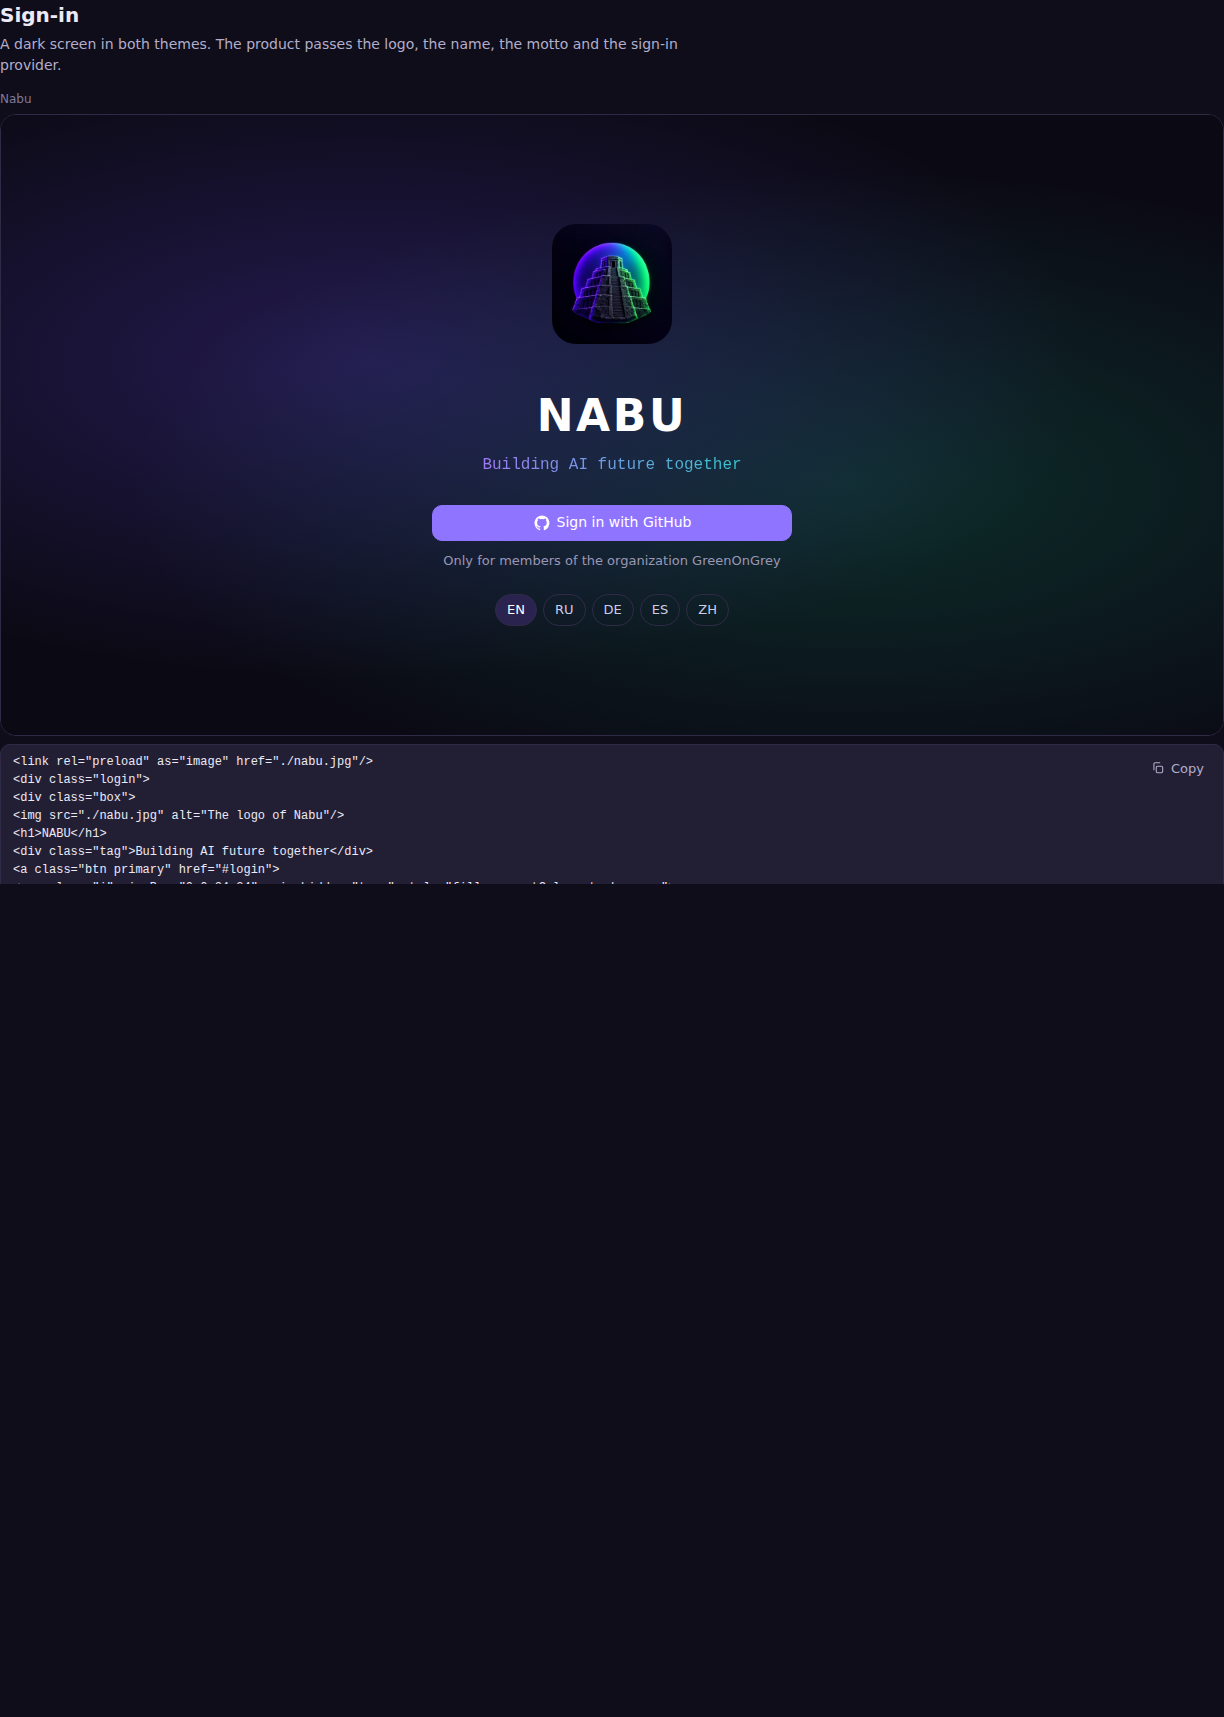 Sign-in
A dark screen in both themes. The product passes the logo, the name, the motto and the sign-in
provider.
Nabu
NABU
Building AI future together
Sign in with GitHub
Only for members of the organization GreenOnGrey
EN RU DE ES ZH
<link rel="preload" as="image" href="./nabu.jpg"/>
Copy
<div class="login">
<div class="box">
<img src="./nabu.jpg" alt="The logo of Nabu"/>
<h1>NABU</h1>
<div class="tag">Building AI future together</div>
<a class="btn primary" href="#login">